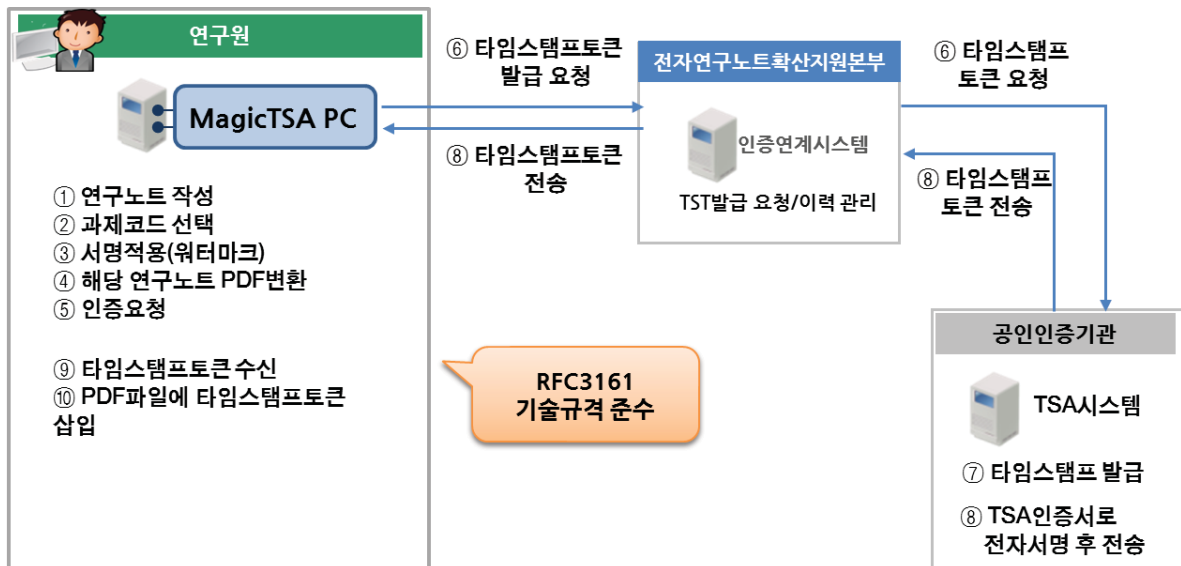 연구원
MagicTSA PC
① 연구노트 작성
② 과제코드 선택
③ 서명적용(워터마크)
④ 해당 연구노트 PDF변환
⑤ 인증요청
⑨ 타임스탬프토큰 수신
⑩ PDF파일에 타임스탬프토큰
삽입
⑥ 타임스탬프토큰
발급 요청
⑧ 타임스탬프토큰
전송
RFC3161
기술규격 준수
전자연구노트확산지원본부
인증연계시스템
TST발급 요청/이력 관리
⑥ 타임스탬프
토큰 요청
⑧ 타임스탬프
토큰 전송
공인인증기관
TSA시스템
⑦ 타임스탬프 발급
⑧ TSA인증서로
전자서명 후 전송